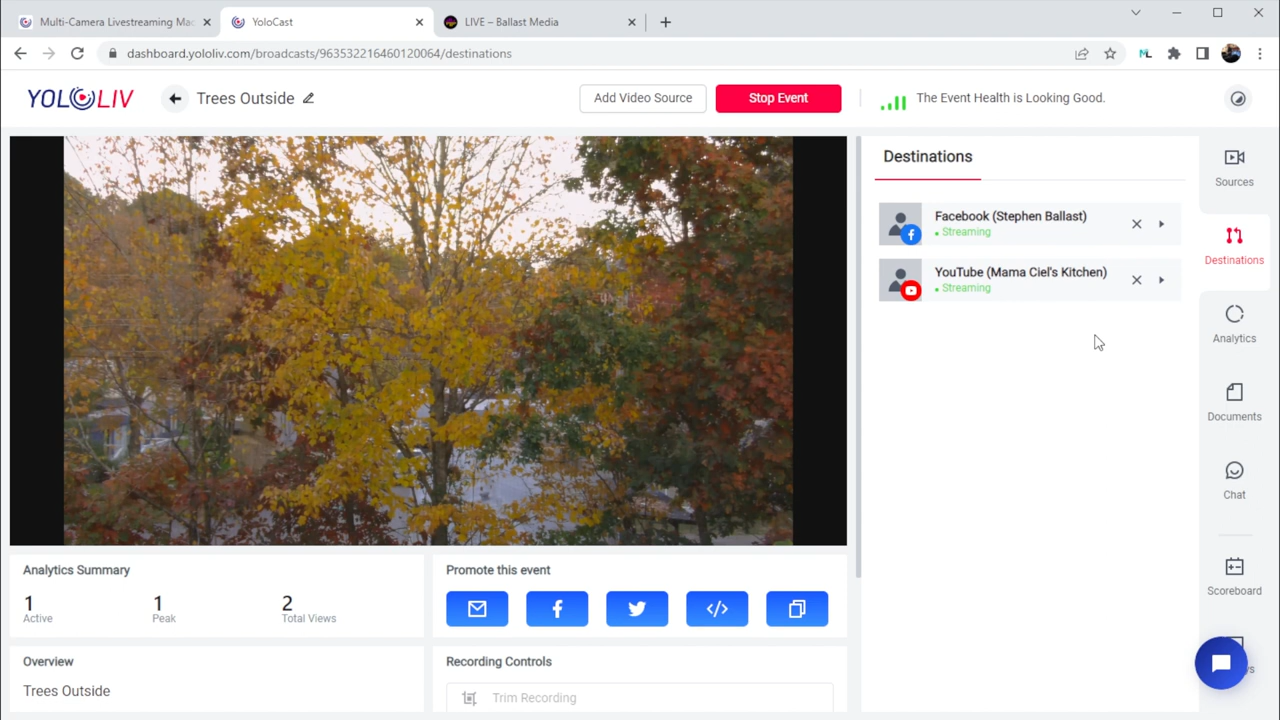 Multi-Camera Livestreaming Mac
YoloCast
LIVE – Ballast Media
dashboard.yololiv.com/broadcasts/963532216460120064/destinations
YOLOLIV
Trees Outside
Add Video Source
Stop Event
The Event Health is Looking Good.
Destinations
Facebook (Stephen Ballast)
Streaming
YouTube (Mama Ciel's Kitchen)
Streaming
Sources
Destinations
Analytics
Documents
Chat
Scoreboard
Analytics Summary
1
1
2
Active
Peak
Total Views
Promote this event
Overview
Trees Outside
Recording Controls
Trim Recording